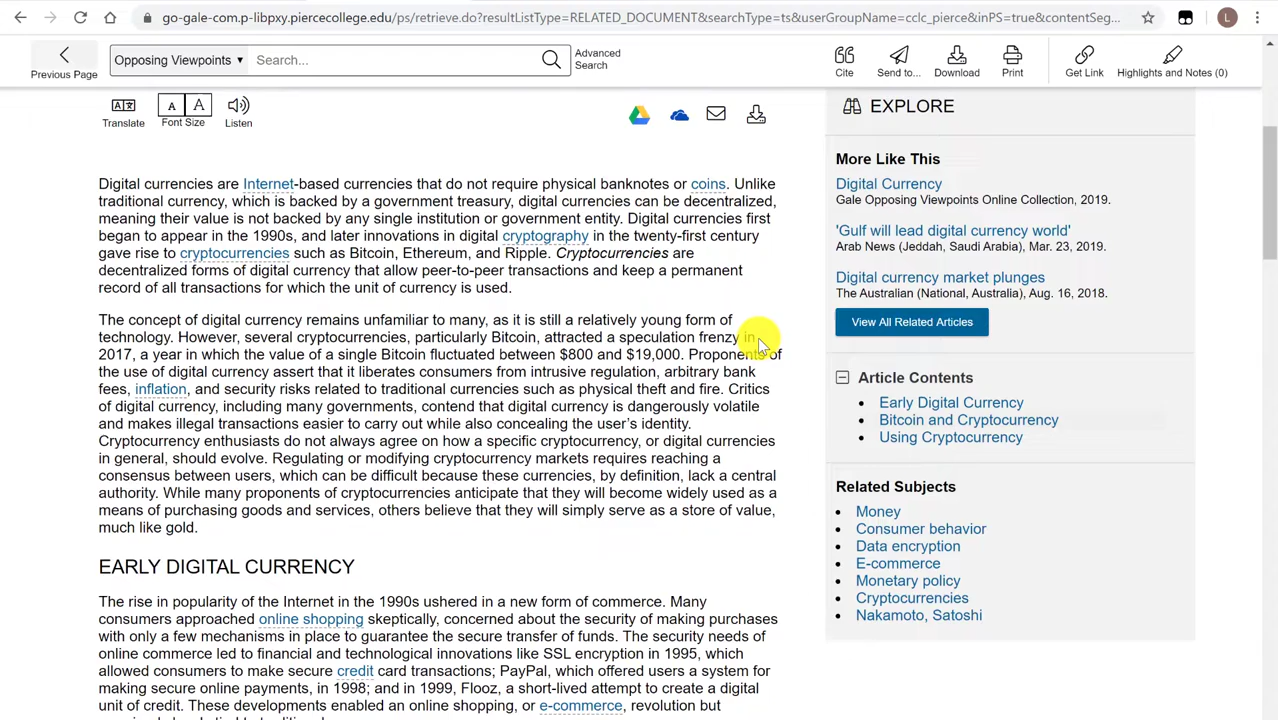 go-gale-com.p-libpxy.piercecollege.edu/ps/retrieve.do?resultListType=RELATED_DOCUMENT&searchType=ts&userGroupName=cclc_pierce&inPS=true&contentSeg...
L
Previous Page
Opposing Viewpoints
Search...
Advanced
Search
Cite
Send to...
Download
Print
Get Link
Highlights and Notes (0)
Translate
A A
Font Size
Listen
Digital currencies are Internet-based currencies that do not require physical banknotes or coins. Unlike
traditional currency, which is backed by a government treasury, digital currencies can be decentralized,
meaning their value is not backed by any single institution or government entity. Digital currencies first
began to appear in the 1990s, and later innovations in digital cryptography in the twenty-first century
gave rise to cryptocurrencies such as Bitcoin, Ethereum, and Ripple. Cryptocurrencies are
decentralized forms of digital currency that allow peer-to-peer transactions and keep a permanent
record of all transactions for which the unit of currency is used.
The concept of digital currency remains unfamiliar to many, as it is still a relatively young form of
technology. However, several cryptocurrencies, particularly Bitcoin, attracted a speculation frenzy in
2017, a year in which the value of a single Bitcoin fluctuated between $800 and $19,000. Proponents of
the use of digital currency assert that it liberates consumers from intrusive regulation, arbitrary bank
fees, inflation, and security risks related to traditional currencies such as physical theft and fire. Critics
of digital currency, including many governments, contend that digital currency is dangerously volatile
and makes illegal transactions easier to carry out while also concealing the user's identity.
Cryptocurrency enthusiasts do not always agree on how a specific cryptocurrency, or digital currencies
in general, should evolve. Regulating or modifying cryptocurrency markets requires reaching a
consensus between users, which can be difficult because these currencies, by definition, lack a central
authority. While many proponents of cryptocurrencies anticipate that they will become widely used as a
means of purchasing goods and services, others believe that they will simply serve as a store of value,
much like gold.
EARLY DIGITAL CURRENCY
The rise in popularity of the Internet in the 1990s ushered in a new form of commerce. Many
consumers approached online shopping skeptically, concerned about the security of making purchases
with only a few mechanisms in place to guarantee the secure transfer of funds. The security needs of
online commerce led to financial and technological innovations like SSL encryption in 1995, which
allowed consumers to make secure credit card transactions; PayPal, which offered users a system for
making secure online payments, in 1998; and in 1999, Flooz, a short-lived attempt to create a digital
unit of credit. These developments enabled an online shopping, or e-commerce, revolution but
EXPLORE
More Like This
Digital Currency
Gale Opposing Viewpoints Online Collection, 2019.
'Gulf will lead digital currency world'
Arab News (Jeddah, Saudi Arabia), Mar. 23, 2019.
Digital currency market plunges
The Australian (National, Australia), Aug. 16, 2018.
View All Related Articles
Article Contents
Early Digital Currency
Bitcoin and Cryptocurrency
Using Cryptocurrency
Related Subjects
Money
Consumer behavior
Data encryption
E-commerce
Monetary policy
Cryptocurrencies
Nakamoto, Satoshi